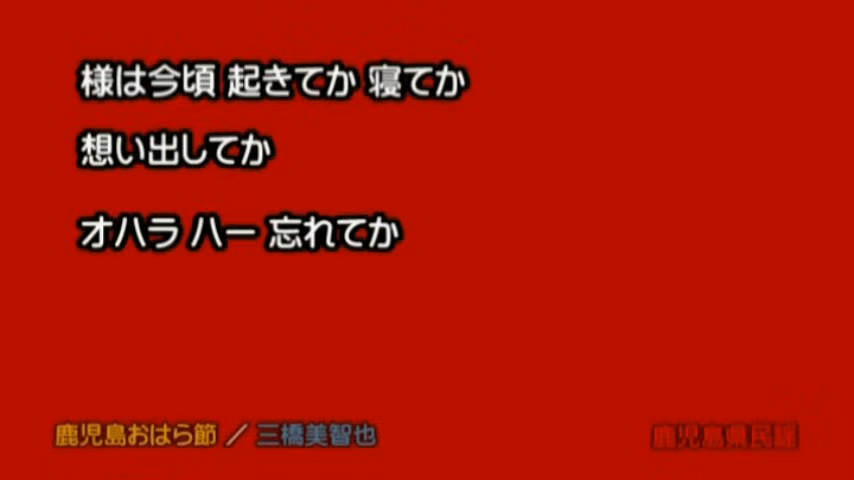 様は今頃 起きてか 寝てか
想い出してか
オハラ ハー 忘れてか
鹿児島おはら節 / 三橋美智也
鹿児島県民謡